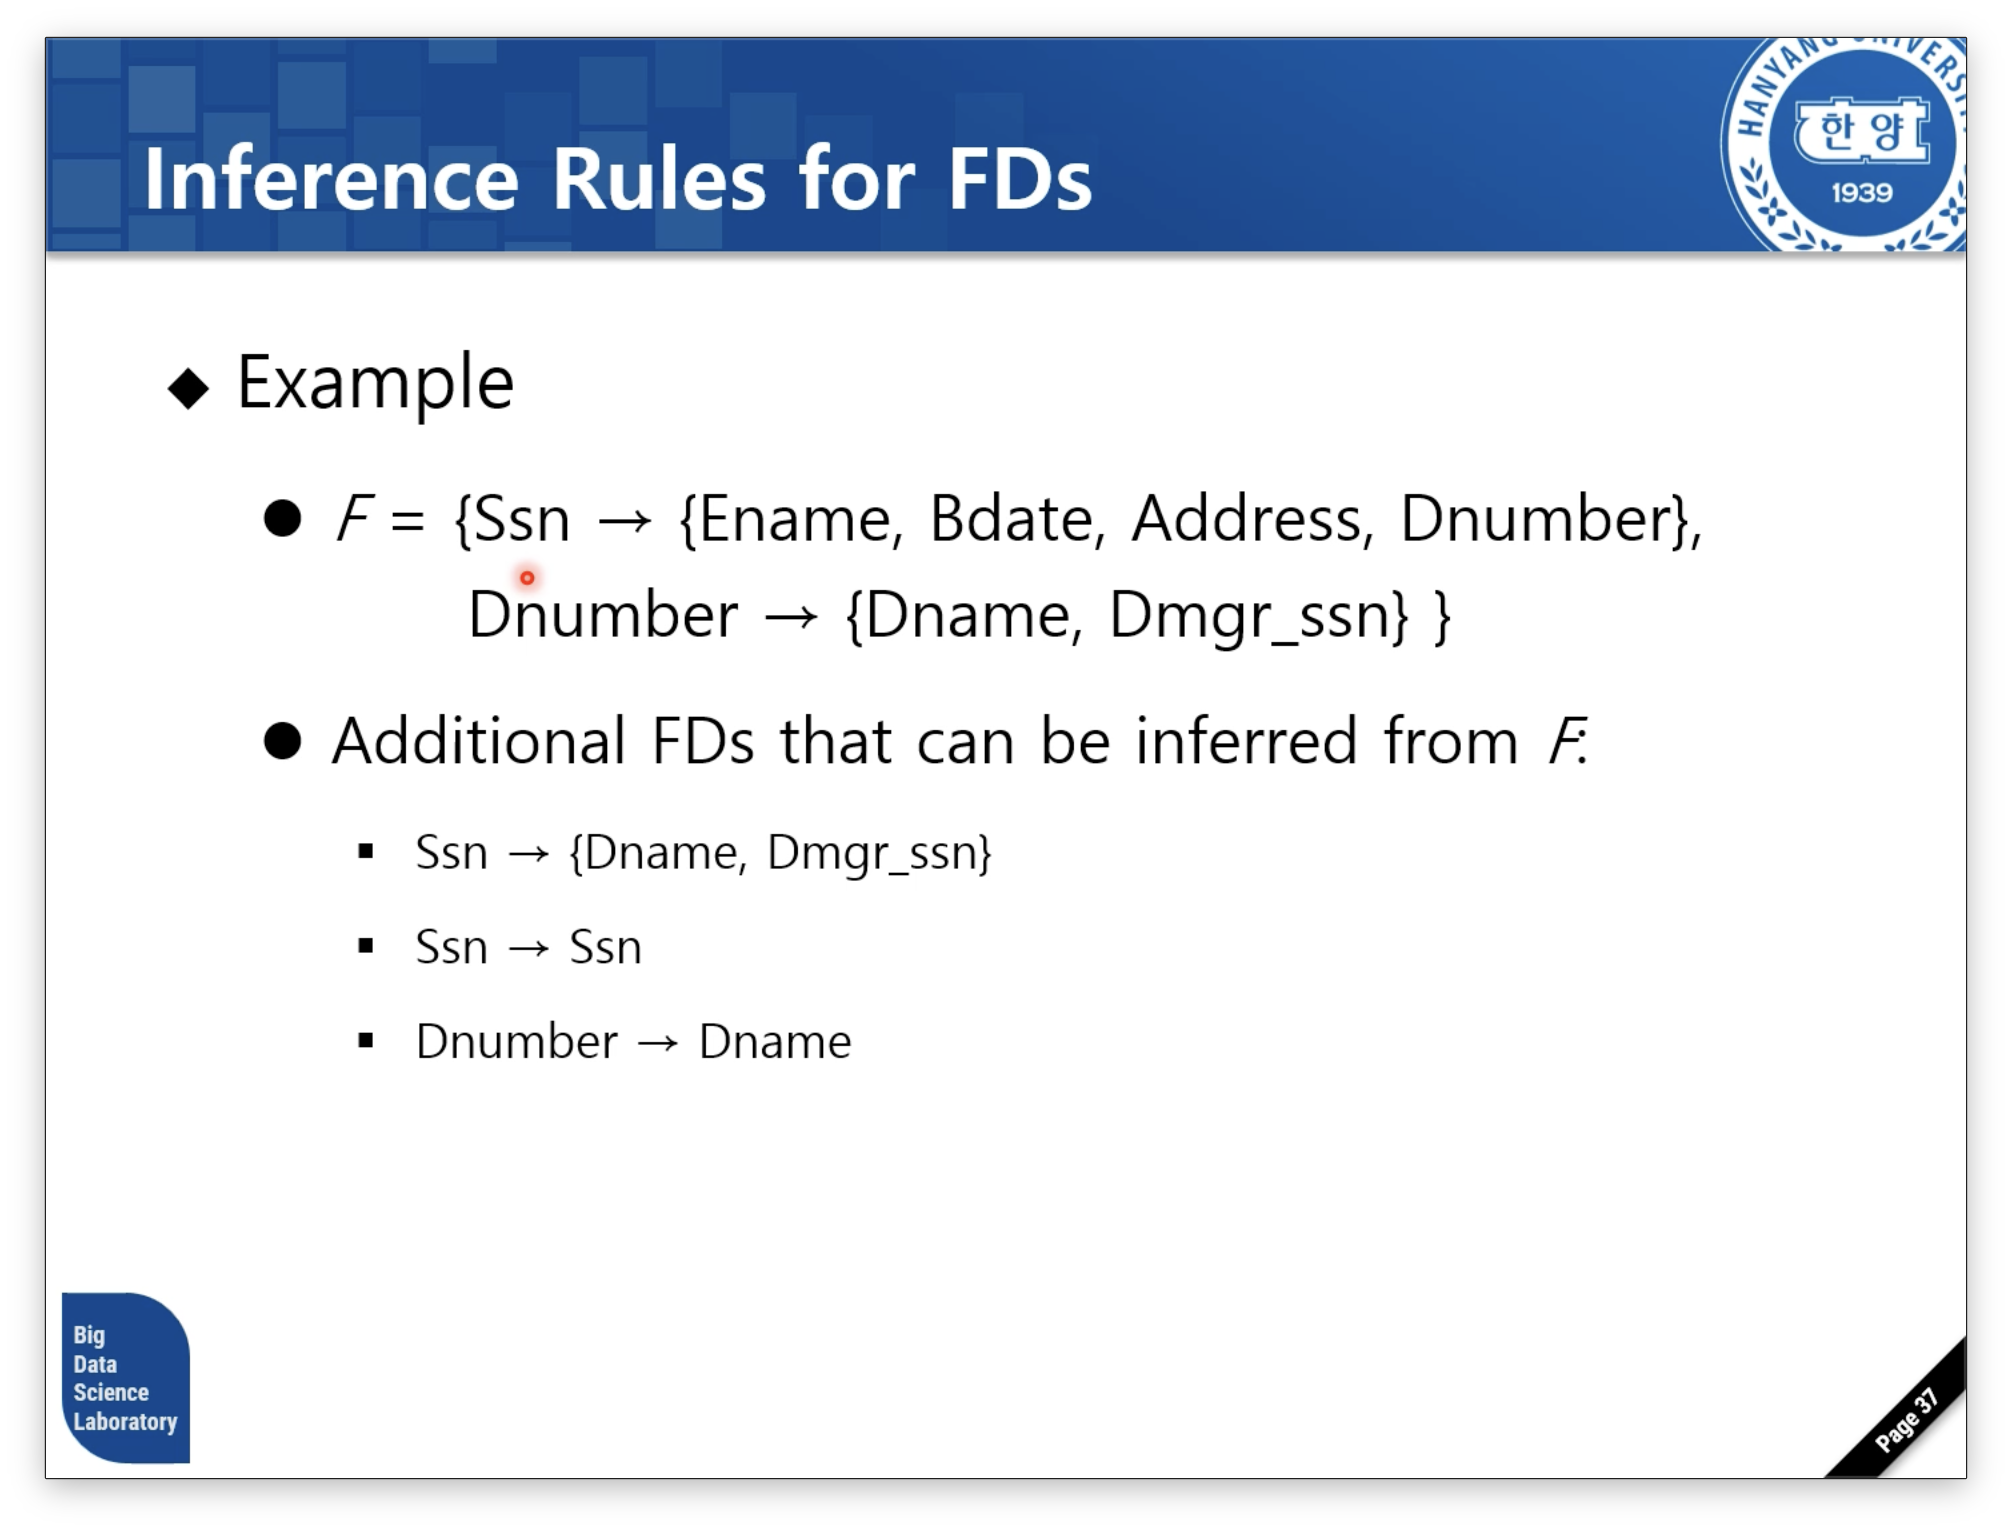 Inference Rules for FDs
HANYANG UNIVERSIT
한양
1939
◆ Example
● F = {Ssn → {Ename, Bdate, Address, Dnumber},
Dnumber → {Dname, Dmgr_ssn} }
● Additional FDs that can be inferred from F:
▪ Ssn → {Dname, Dmgr_ssn}
▪ Ssn → Ssn
▪ Dnumber → Dname
Big
Data
Science
Laboratory
Page 37